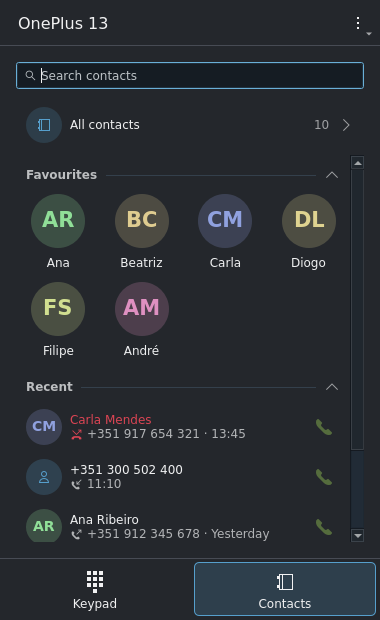 OnePlus 13
Search contacts
All contacts 10
Favourites
AR BC CM DL
Ana Beatriz Carla Diogo
FS AM
Filipe André
Recent
CM Carla Mendes
+351 917 654 321 · 13:45
+351 300 502 400
11:10
AR Ana Ribeiro
+351 912 345 678 · Yesterday
Keypad Contacts